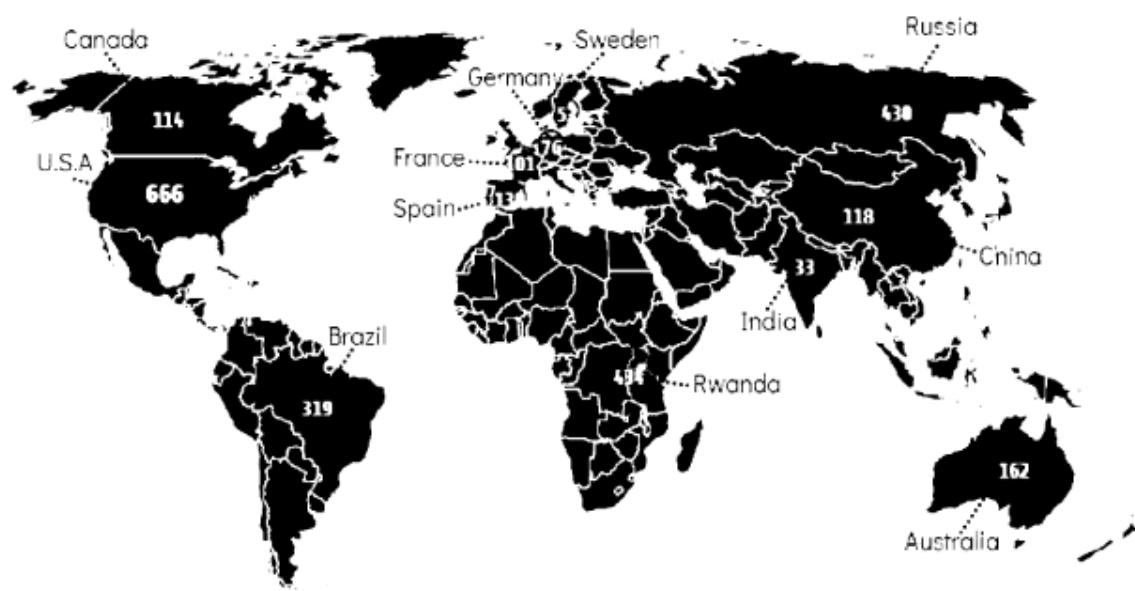 Canada
Sweden
Russia
Germany
114
430
U.S.A
France
666
Spain
118
33
China
India
Brazil
Rwanda
319
162
Australia